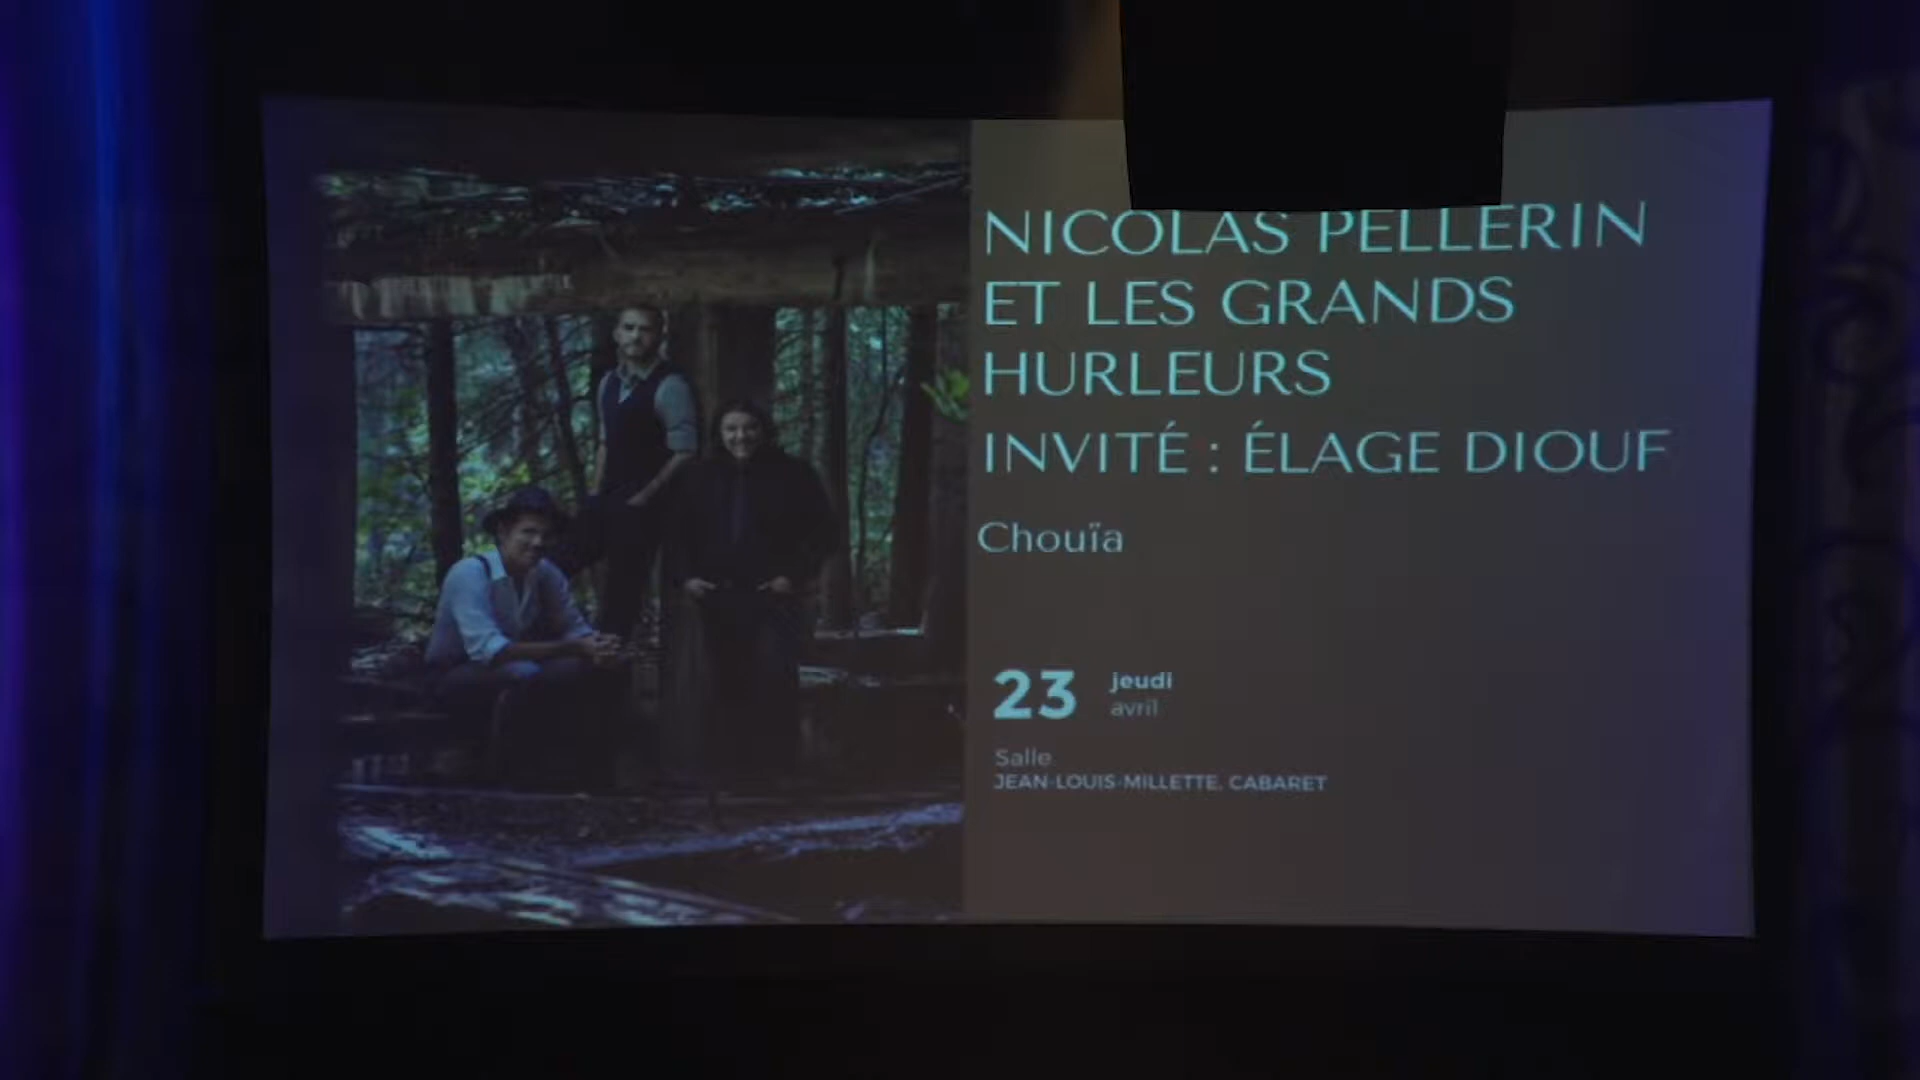 NICOLAS PELLERIN
ET LES GRANDS
HURLEURS
INVITÉ : ÉLAGE DIOUF
Chouïa
23 jeudi
avril
Salle
JEAN-LOUIS-MILLETTE, CABARET